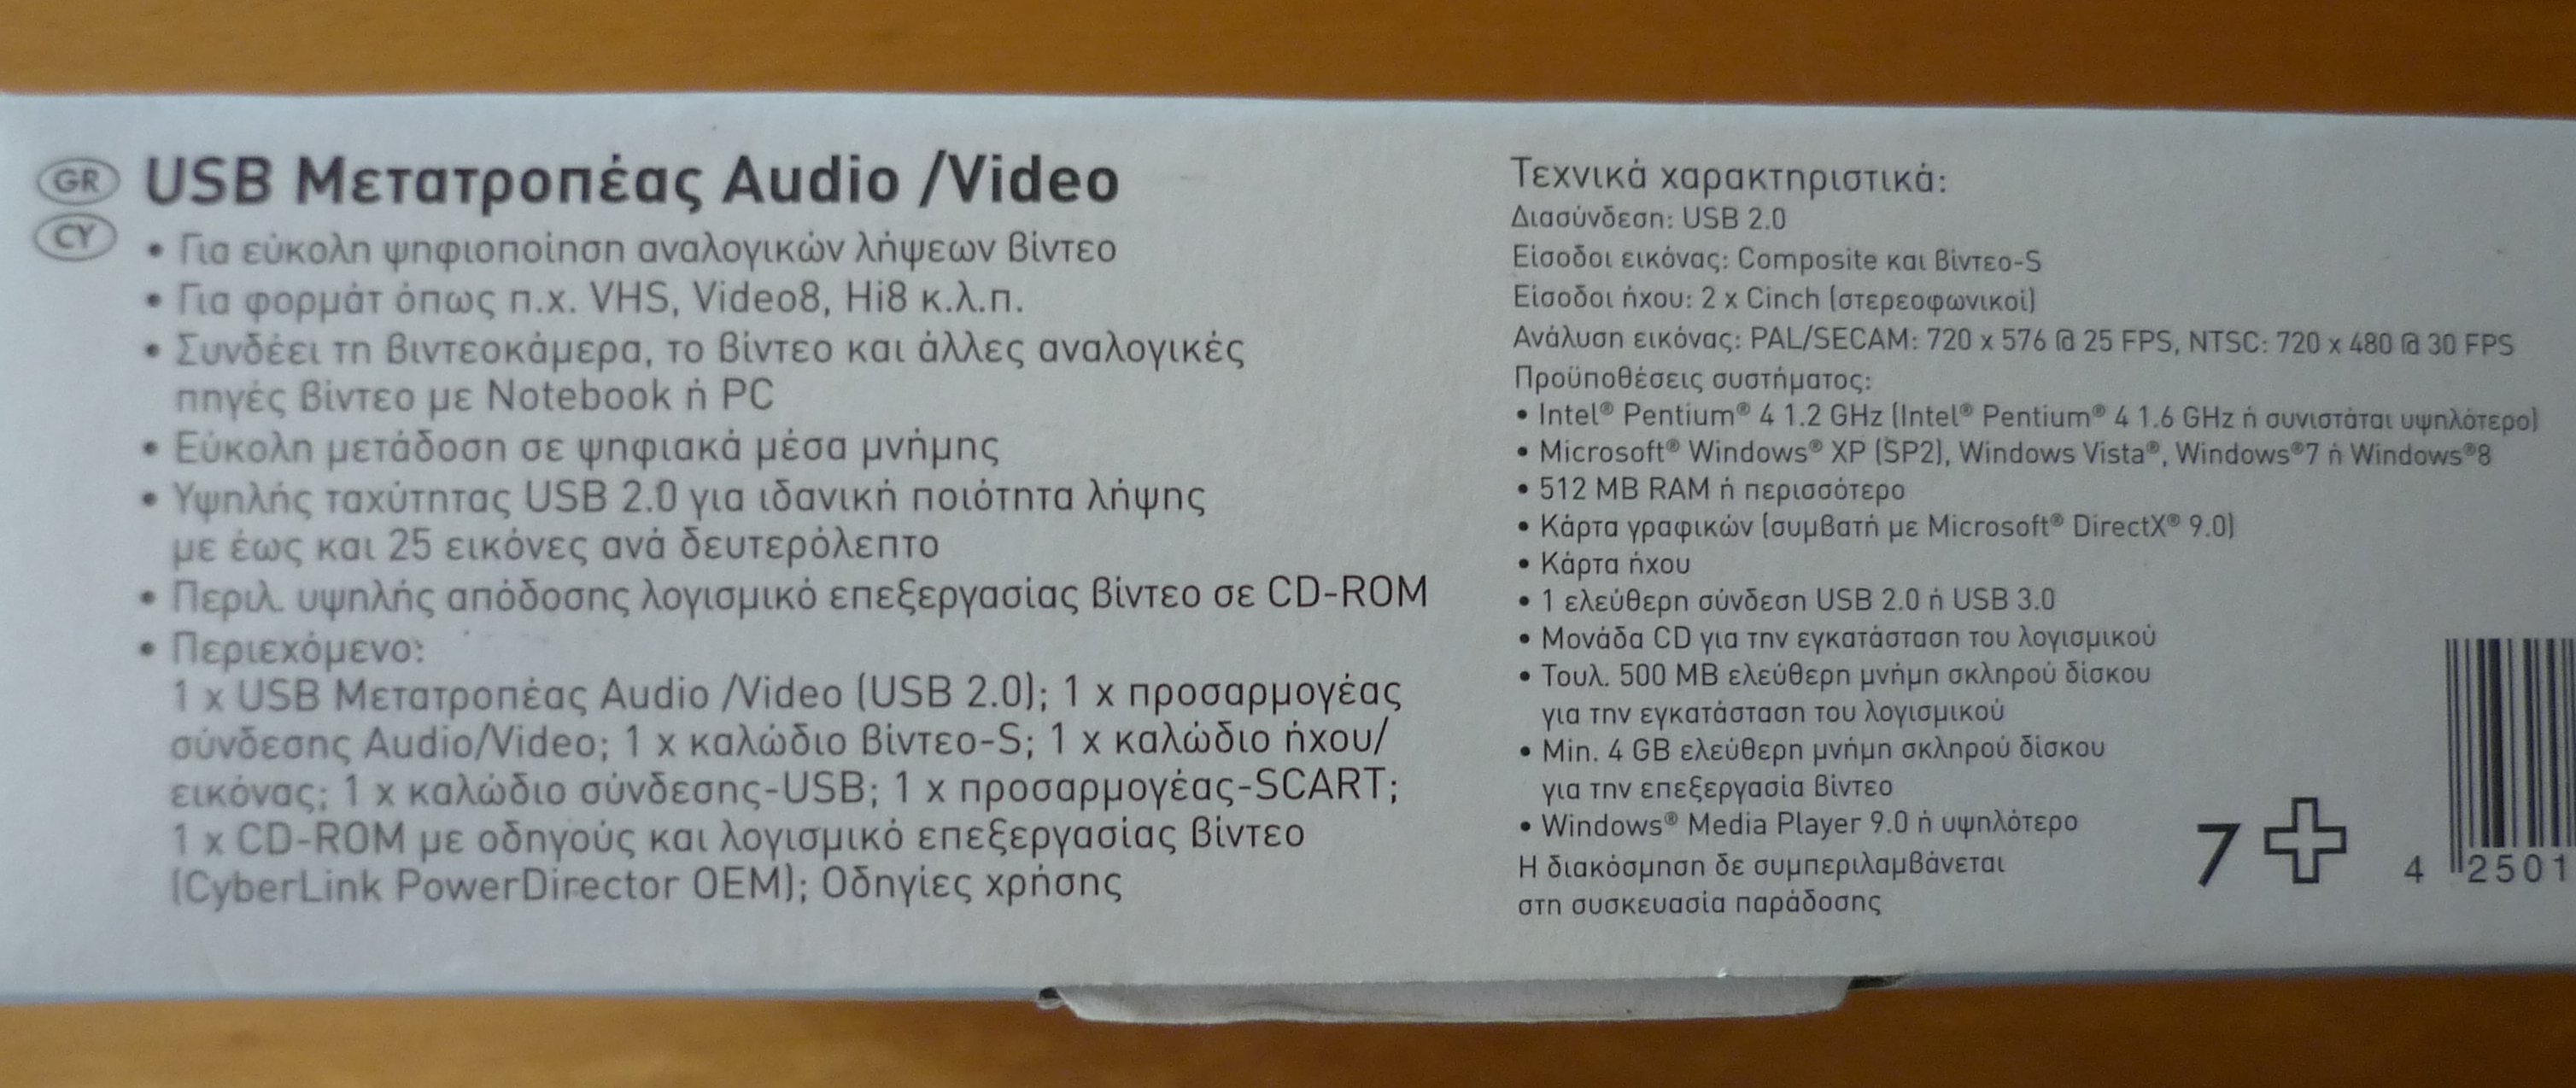 GR
CY
USB Μετατροπέας Audio /Video
• Για εύκολη ψηφιοποίηση αναλογικών λήψεων βίντεο
• Για φορμάτ όπως π.χ. VHS, Video8, Hi8 κ.λ.π.
• Συνδέει τη βιντεοκάμερα, το βίντεο και άλλες αναλογικές
πηγές βίντεο με Notebook ή PC
• Εύκολη μετάδοση σε ψηφιακά μέσα μνήμης
• Υψηλής ταχύτητας USB 2.0 για ιδανική ποιότητα λήψης
με έως και 25 εικόνες ανά δευτερόλεπτο
• Περιλ. υψηλής απόδοσης λογισμικό επεξεργασίας βίντεο σε CD-ROM
• Περιεχόμενο:
1 x USB Μετατροπέας Audio /Video (USB 2.0); 1 x προσαρμογέας
σύνδεσης Audio/Video; 1 x καλώδιο βίντεο-S; 1 x καλώδιο ήχου/
εικόνας; 1 x καλώδιο σύνδεσης-USB; 1 x προσαρμογέας-SCART;
1 x CD-ROM με οδηγούς και λογισμικό επεξεργασίας βίντεο
(CyberLink PowerDirector OEM); Οδηγίες χρήσης
Τεχνικά χαρακτηριστικά:
Διασύνδεση: USB 2.0
Είσοδοι εικόνας: Composite και βίντεο-S
Είσοδοι ήχου: 2 x Cinch (στερεοφωνικοί)
Ανάλυση εικόνας: PAL/SECAM: 720 x 576 @ 25 FPS, NTSC: 720 x 480 @ 30 FPS
Προϋποθέσεις συστήματος:
• Intel® Pentium® 4 1.2 GHz (Intel® Pentium® 4 1.6 GHz ή συνιστάται υψηλότερο)
• Microsoft® Windows® XP (SP2), Windows Vista®, Windows®7 ή Windows®8
• 512 MB RAM ή περισσότερο
• Κάρτα γραφικών (συμβατή με Microsoft® DirectX® 9.0)
• Κάρτα ήχου
• 1 ελεύθερη σύνδεση USB 2.0 ή USB 3.0
• Μονάδα CD για την εγκατάσταση του λογισμικού
• Τουλ. 500 MB ελεύθερη μνήμη σκληρού δίσκου
για την εγκατάσταση του λογισμικού
• Min. 4 GB ελεύθερη μνήμη σκληρού δίσκου
για την επεξεργασία βίντεο
• Windows® Media Player 9.0 ή υψηλότερο
Η διακόσμηση δε συμπεριλαμβάνεται
στη συσκευασία παράδοσης
7+
4 2501